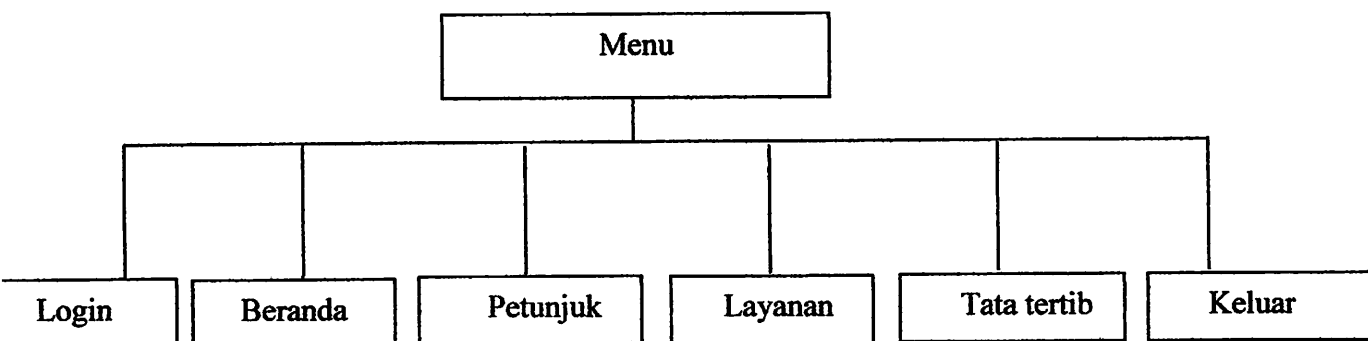 Menu
Login
Beranda
Petunjuk
Layanan
Tata tertib
Keluar